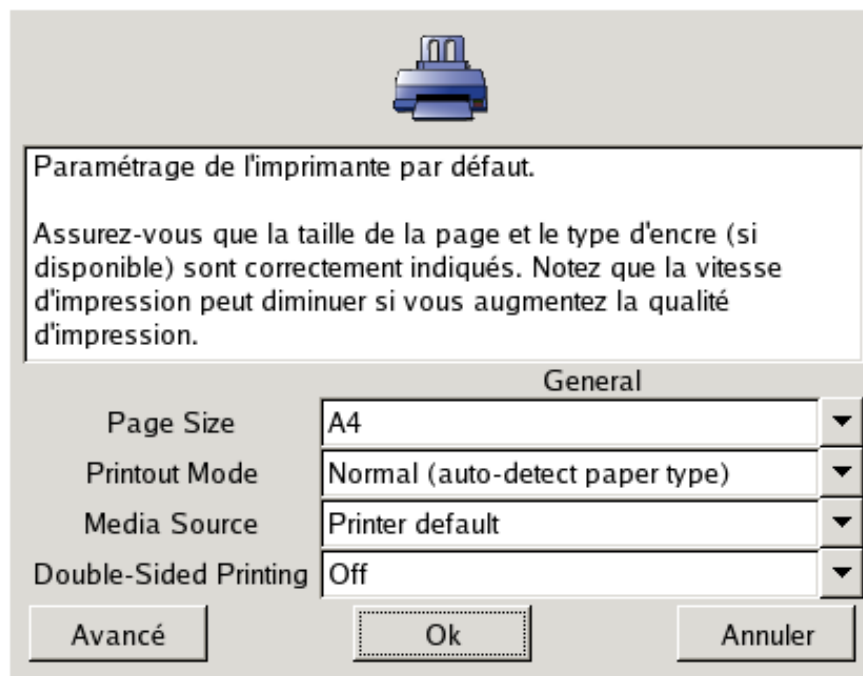 Paramétrage de l'imprimante par défaut.
Assurez-vous que la taille de la page et le type d'encre (si
disponible) sont correctement indiqués. Notez que la vitesse
d'impression peut diminuer si vous augmentez la qualité
d'impression.
General
Page Size A4
Printout Mode Normal (auto-detect paper type)
Media Source Printer default
Double-Sided Printing Off
Avancé Ok Annuler